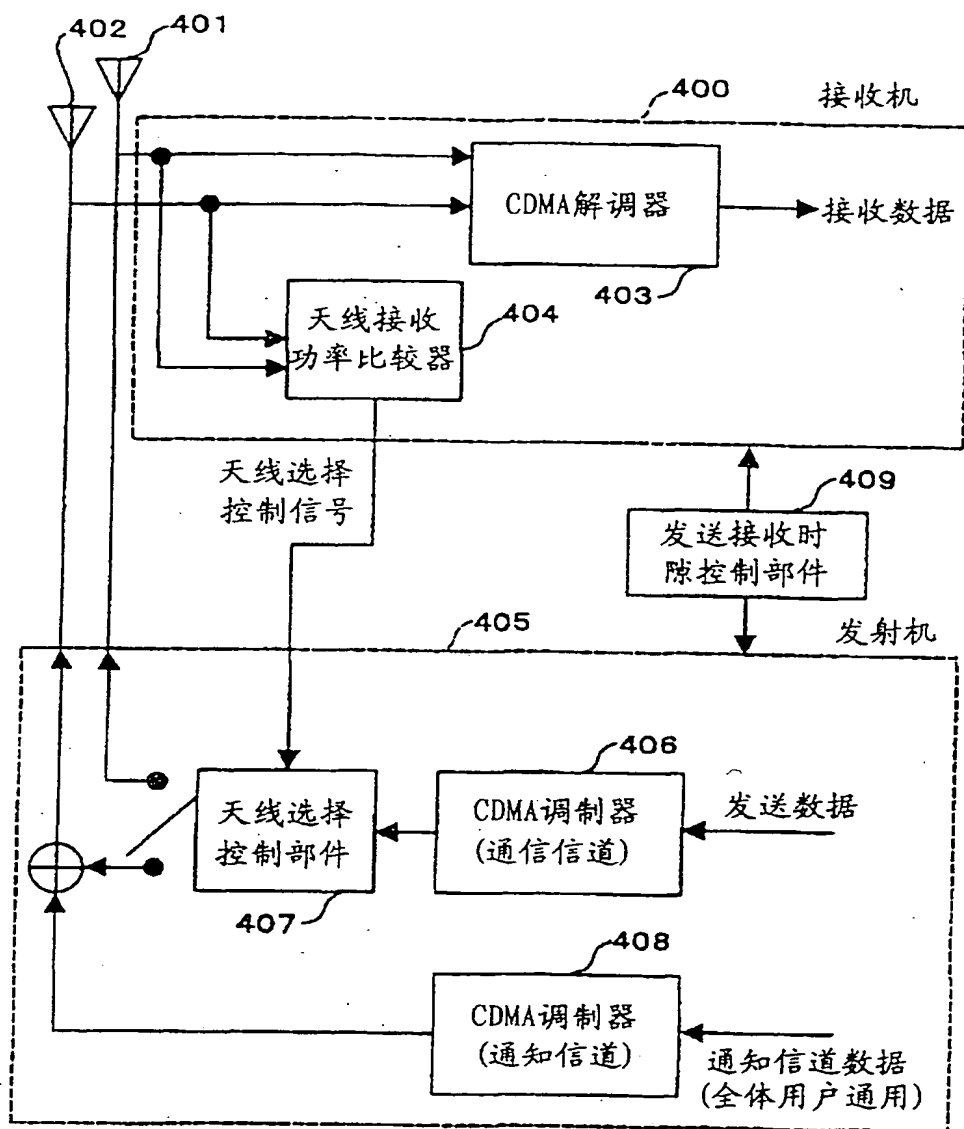 402
401
400
接收机
CDMA解调器
接收数据
403
天线接收
功率比较器
404
天线选择
控制信号
409
发送接收时
隙控制部件
405
发射机
406
天线选择
控制部件
407
CDMA调制器
(通信信道)
发送数据
408
CDMA调制器
(通知信道)
通知信道数据
(全体用户通用)